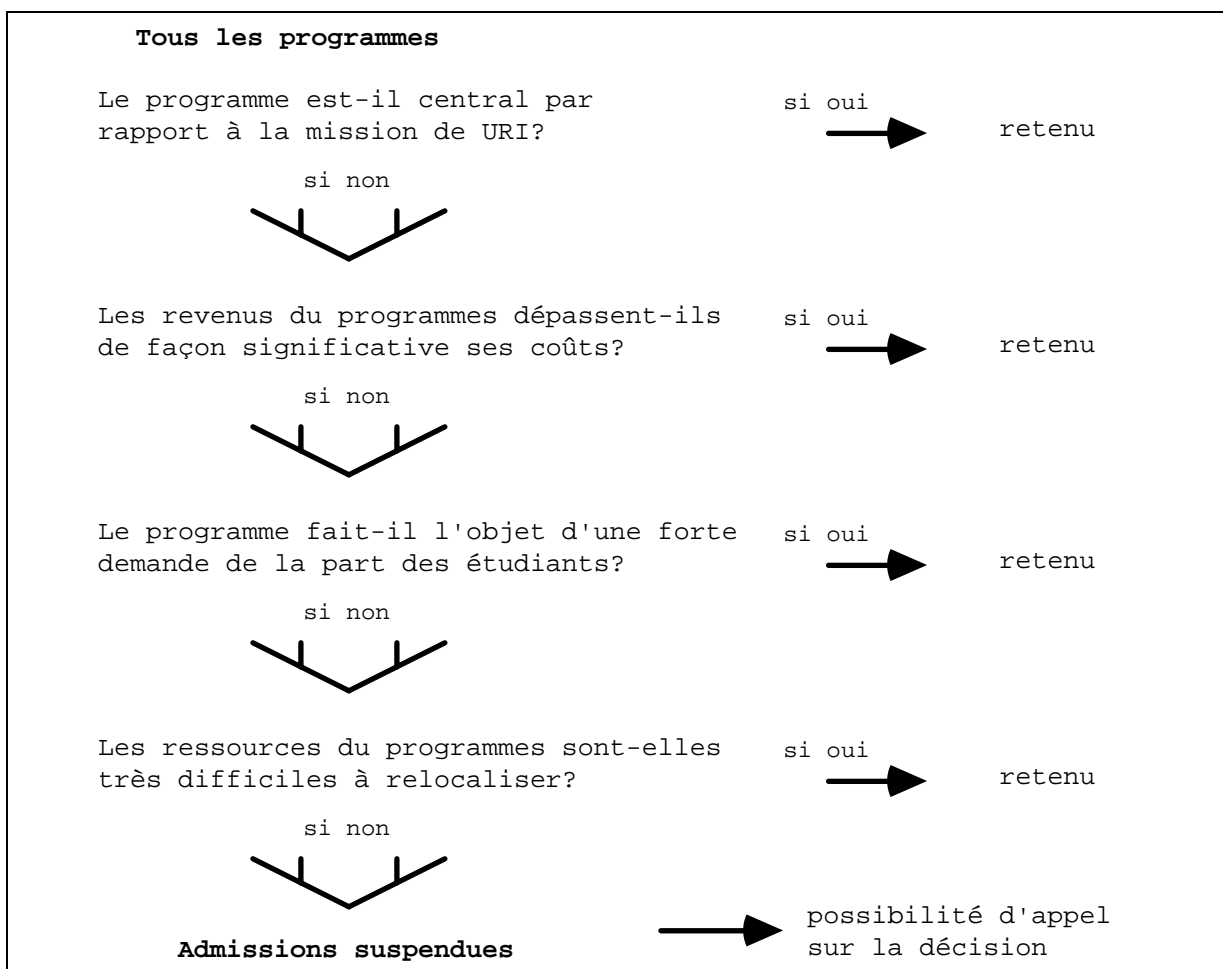 Tous les programmes
Le programme est-il central par
rapport à la mission de URI?
si oui
retenu
si non
Les revenus du programmes dépassent-ils
de façon significative ses coûts?
si oui
retenu
si non
Le programme fait-il l'objet d'une forte
demande de la part des étudiants?
si oui
retenu
si non
Les ressources du programmes sont-elles
très difficiles à relocaliser?
si oui
retenu
si non
Admissions suspendues
possibilité d'appel
sur la décision